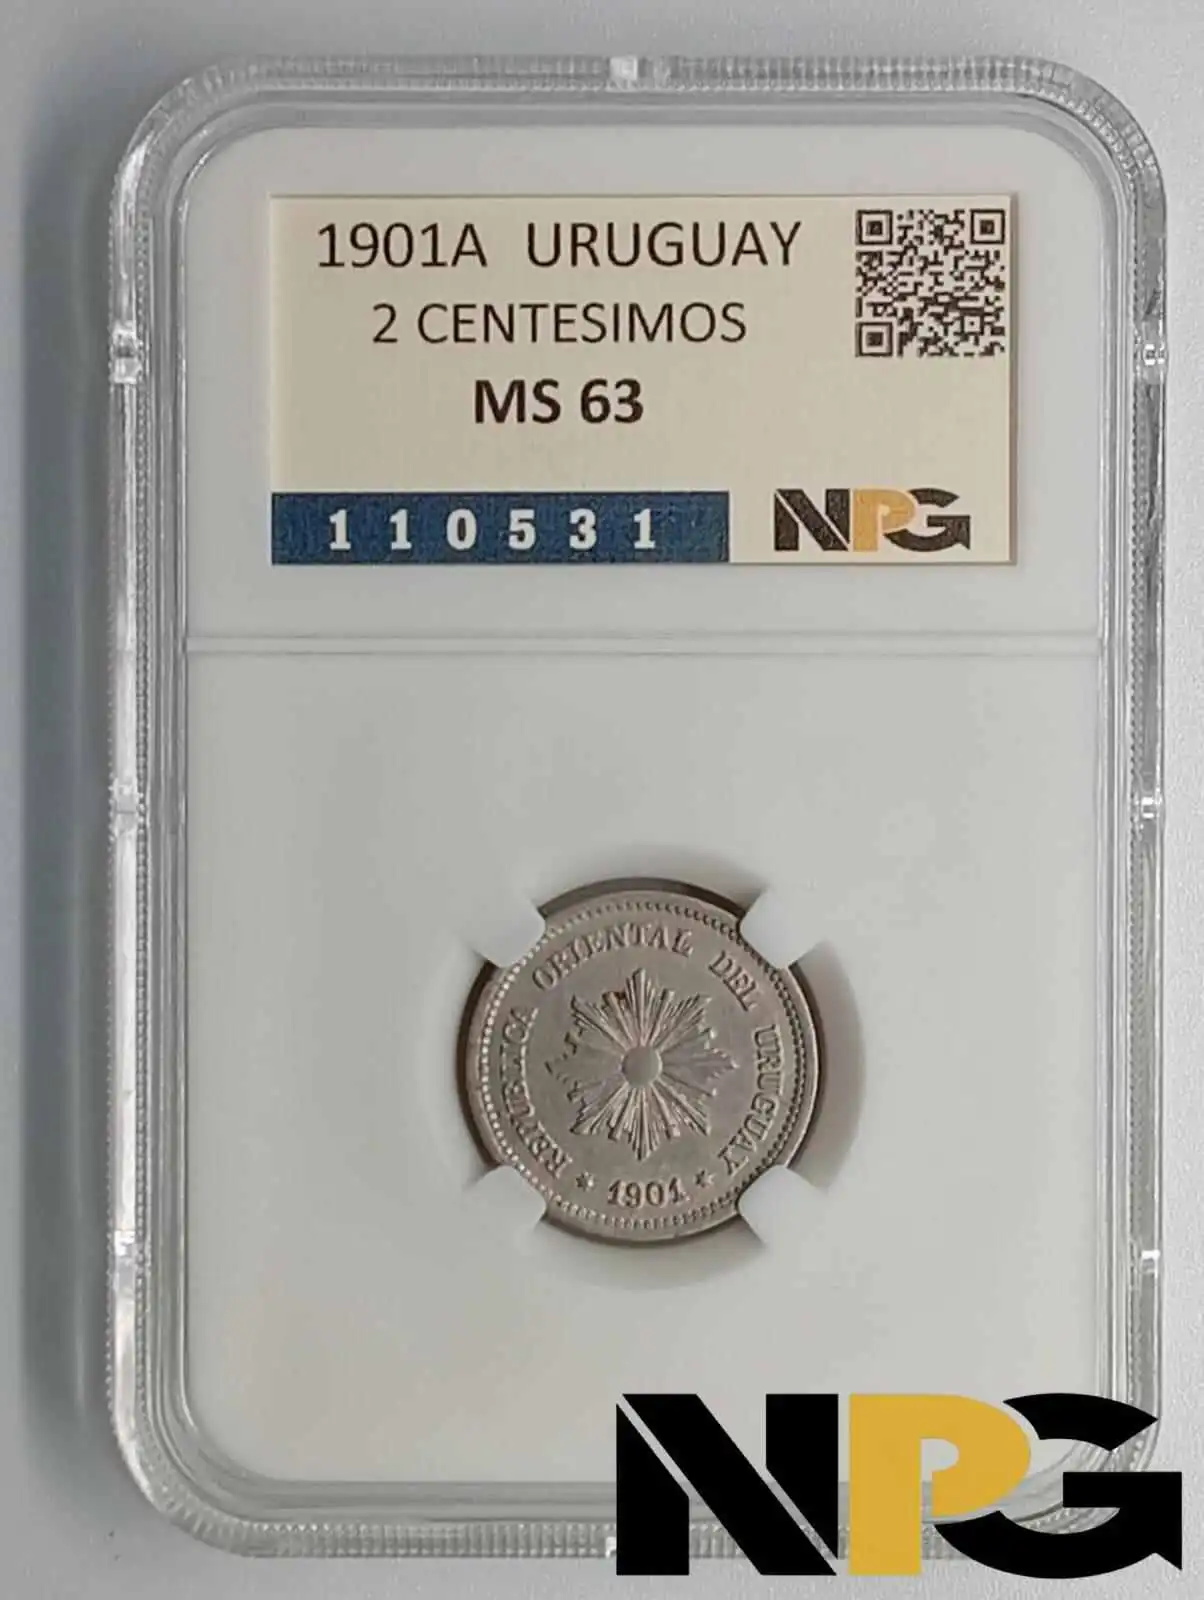 1901A URUGUAY
2 CENTESIMOS
MS 63
110531
NPG
REPUBLICA ORIENTAL DEL URUGUAY
* 1901 *
NPG